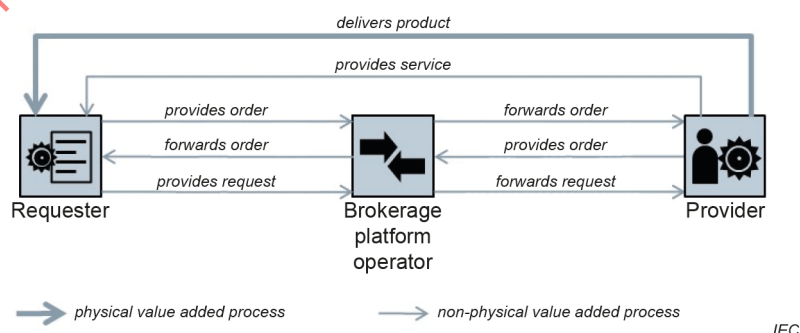 delivers product
provides service
provides order
forwards order
forwards order
provides order
provides request
forwards request
Requester
Brokerage
platform
operator
Provider
physical value added process
non-physical value added process
IEC